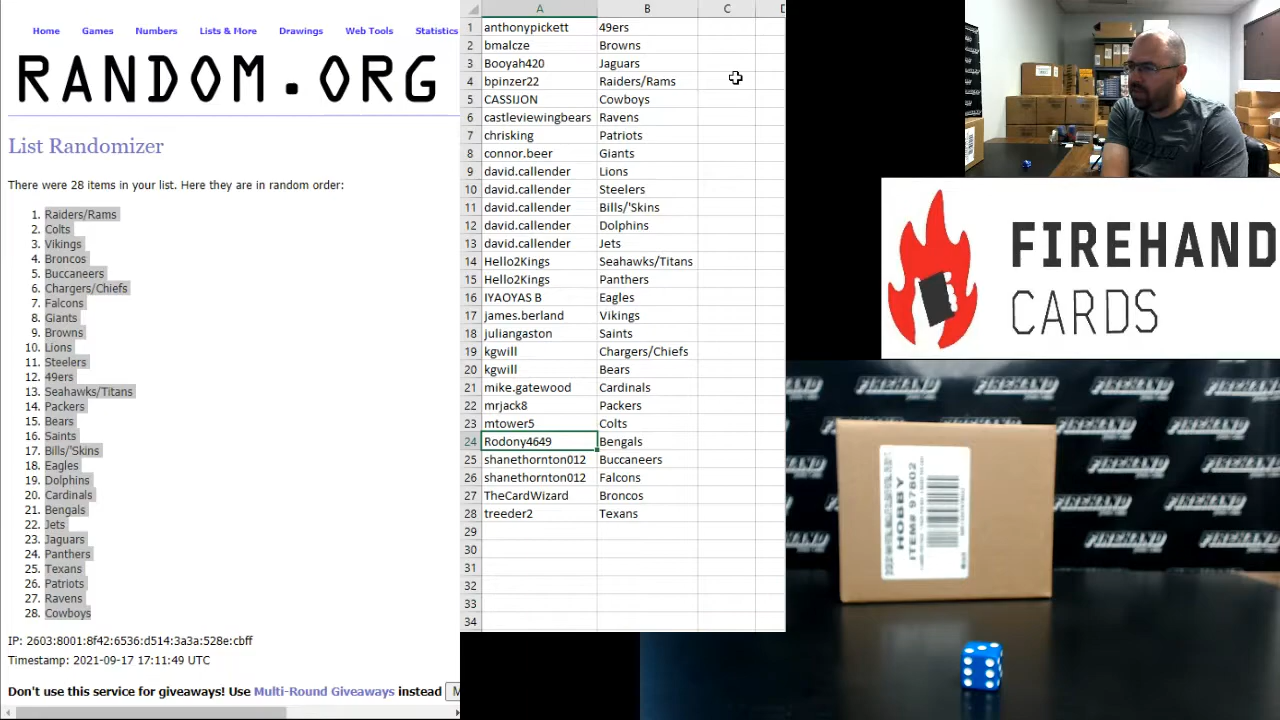 Home Games Numbers Lists & More Drawings Web Tools Statistics
RANDOM.ORG
List Randomizer
There were 28 items in your list. Here they are in random order:
1. Raiders/Rams
2. Colts
3. Vikings
4. Broncos
5. Buccaneers
6. Chargers/Chiefs
7. Falcons
8. Giants
9. Browns
10. Lions
11. Steelers
12. 49ers
13. Seahawks/Titans
14. Packers
15. Bears
16. Saints
17. Bills/'Skins
18. Eagles
19. Dolphins
20. Cardinals
21. Bengals
22. Jets
23. Jaguars
24. Panthers
25. Texans
26. Patriots
27. Ravens
28. Cowboys
IP: 2603:8001:8f42:6536:d514:3a3a:528e:cbff
Timestamp: 2021-09-17 17:11:49 UTC
Don't use this service for giveaways! Use Multi-Round Giveaways instead
A B C D
1 anthonypickett 49ers
2 bmalcze Browns
3 Booyah420 Jaguars
4 bpinzer22 Raiders/Rams
5 CASSIJON Cowboys
6 castleviewingbears Ravens
7 chrisking Patriots
8 connor.beer Giants
9 david.callender Lions
10 david.callender Steelers
11 david.callender Bills/'Skins
12 david.callender Dolphins
13 david.callender Jets
14 Hello2Kings Seahawks/Titans
15 Hello2Kings Panthers
16 IYAOYAS B Eagles
17 james.berland Vikings
18 juliangaston Saints
19 kgwill Chargers/Chiefs
20 kgwill Bears
21 mike.gatewood Cardinals
22 mrjack8 Packers
23 mtower5 Colts
24 Rodony4649 Bengals
25 shanethornton012 Buccaneers
26 shanethornton012 Falcons
27 TheCardWizard Broncos
28 treeder2 Texans
29
30
31
32
33
34
FIREHAND
CARDS
FIREHAND
HOBBY
ITEM# 97802